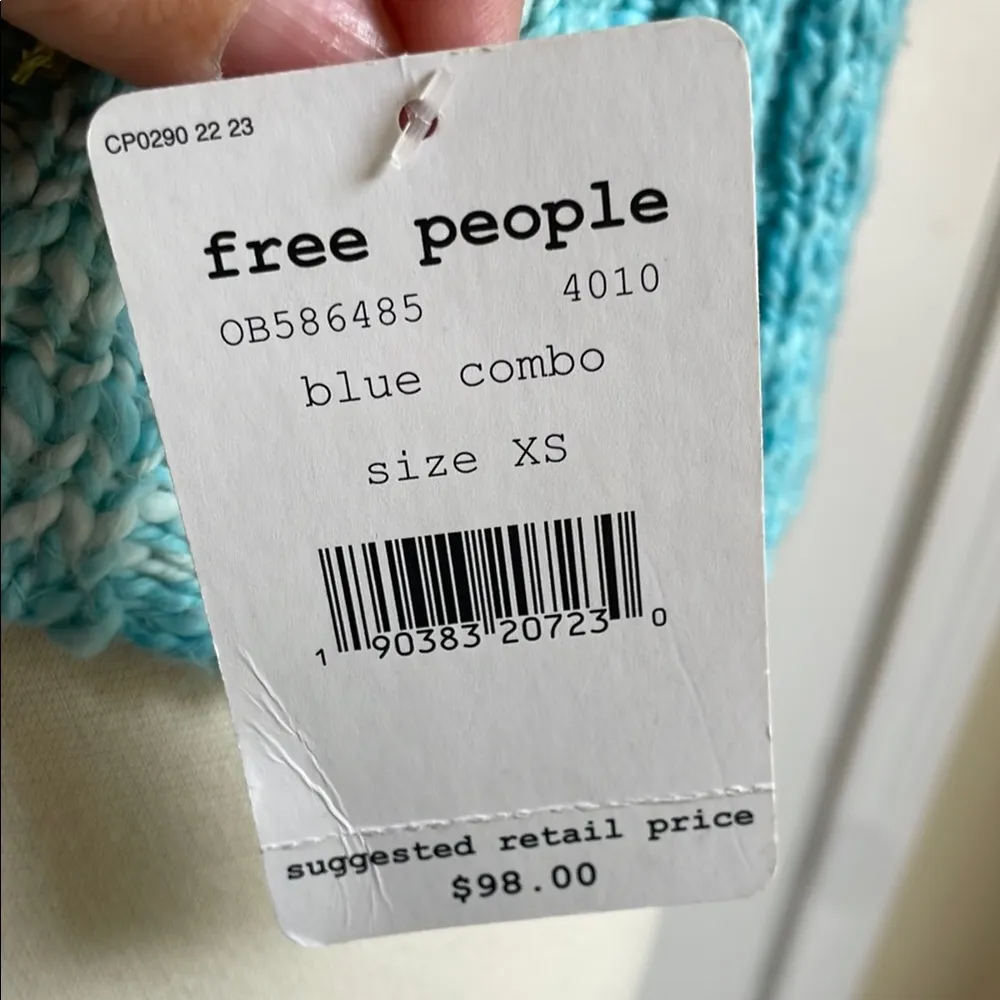 CP0290 22 23
free people
OB586485 4010
blue combo
size XS
1 90383 20723 0
suggested retail price
$98.00